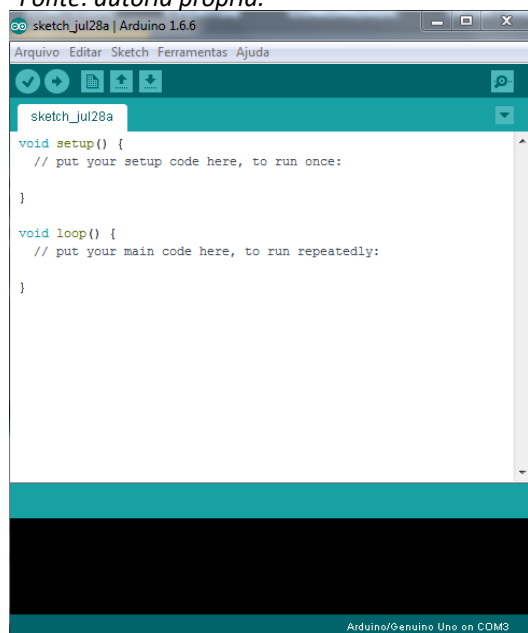 Fonte: autoria própria.
sketch_jul28a | Arduino 1.6.6
Arquivo Editar Sketch Ferramentas Ajuda
sketch_jul28a
void setup() {
// put your setup code here, to run once:
}
void loop() {
// put your main code here, to run repeatedly:
}
Arduino/Genuino Uno on COM3